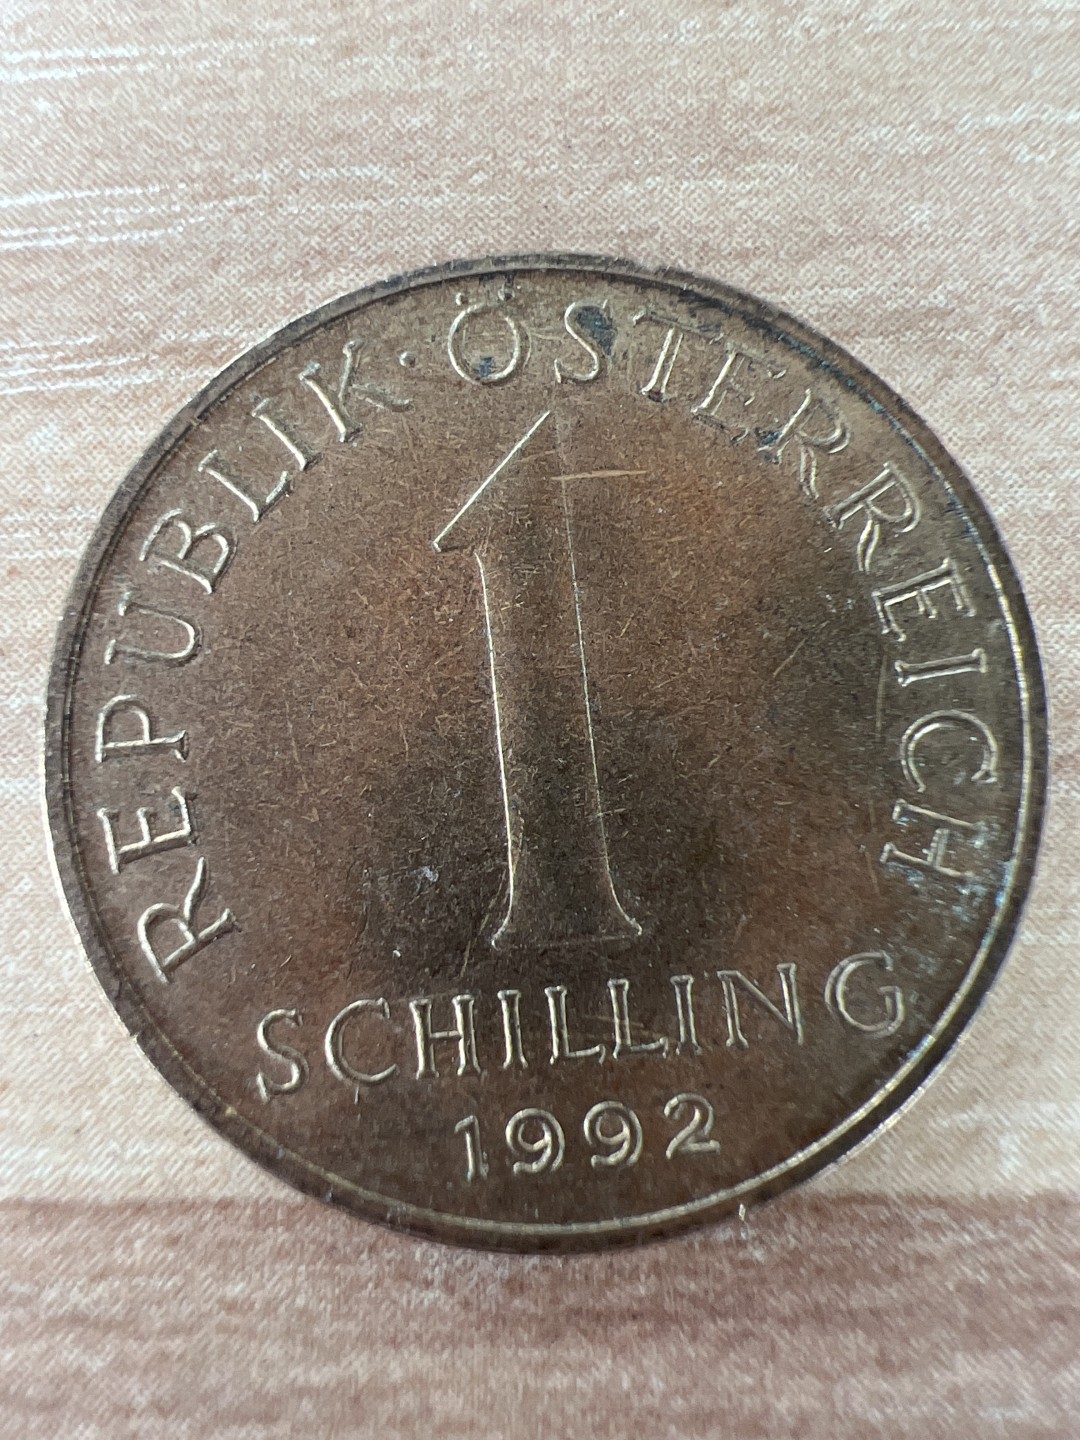 REPUBLIK · ÖSTERREICH
1
SCHILLING
1992